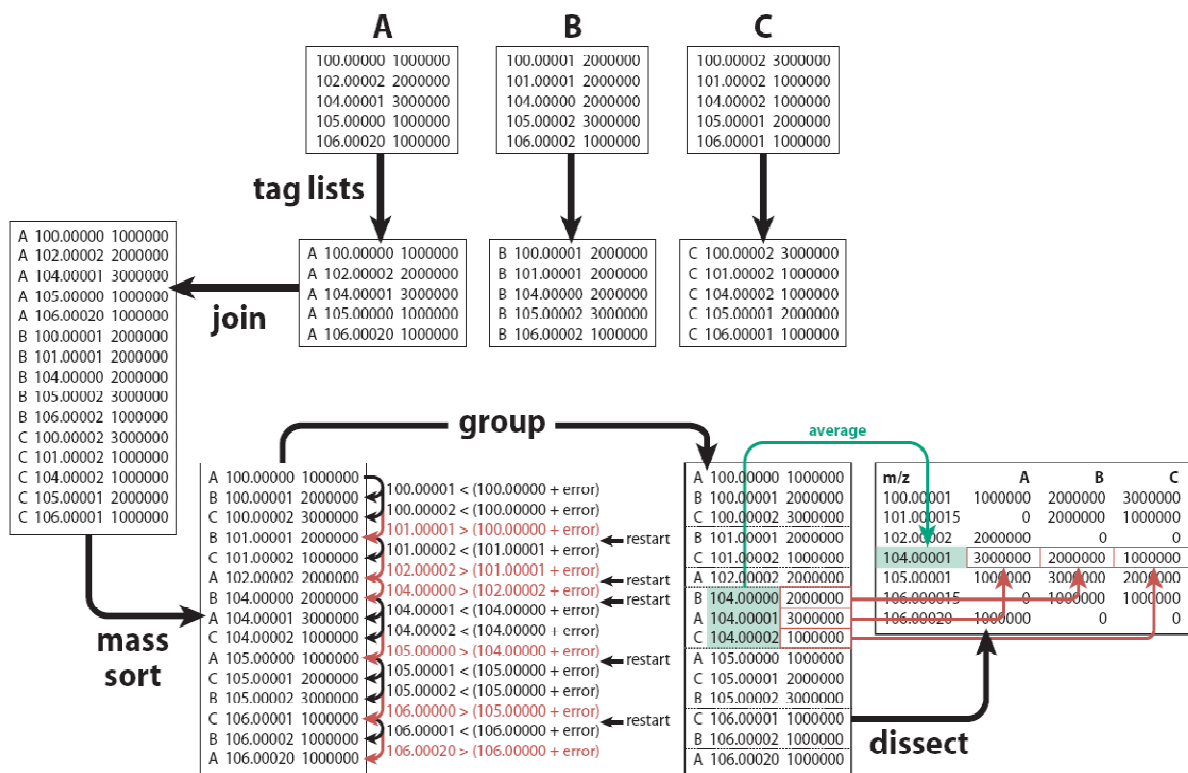 A B C
100.00000 1000000
102.00002 2000000
104.00001 3000000
105.00000 1000000
106.00020 1000000
100.00001 2000000
101.00001 2000000
104.00000 2000000
105.00002 3000000
106.00002 1000000
100.00002 3000000
101.00002 1000000
104.00002 1000000
105.00001 2000000
106.00001 1000000
tag lists
A 100.00000 1000000
A 102.00002 2000000
A 104.00001 3000000
A 105.00000 1000000
A 106.00020 1000000
B 100.00001 2000000
B 101.00001 2000000
B 104.00000 2000000
B 105.00002 3000000
B 106.00002 1000000
C 100.00002 3000000
C 101.00002 1000000
C 104.00002 1000000
C 105.00001 2000000
C 106.00001 1000000
join
A 100.00000 1000000
A 102.00002 2000000
A 104.00001 3000000
A 105.00000 1000000
A 106.00020 1000000
B 100.00001 2000000
B 101.00001 2000000
B 104.00000 2000000
B 105.00002 3000000
B 106.00002 1000000
C 100.00002 3000000
C 101.00002 1000000
C 104.00002 1000000
C 105.00001 2000000
C 106.00001 1000000
mass
sort
A 100.00000 1000000
B 100.00001 2000000
C 100.00002 3000000
B 101.00001 2000000
C 101.00002 1000000
A 102.00002 2000000
B 104.00000 2000000
A 104.00001 3000000
C 104.00002 1000000
A 105.00000 1000000
C 105.00001 2000000
B 105.00002 3000000
C 106.00001 1000000
B 106.00002 1000000
A 106.00020 1000000
100.00001 < (100.00000 + error)
100.00002 < (100.00000 + error)
101.00001 > (100.00000 + error)
restart
101.00002 < (101.00001 + error)
102.00002 > (101.00001 + error)
restart
104.00000 > (102.00002 + error)
restart
104.00001 < (104.00000 + error)
104.00002 < (104.00000 + error)
105.00000 > (104.00000 + error)
restart
105.00001 < (105.00000 + error)
105.00002 < (105.00000 + error)
106.00000 > (105.00000 + error)
restart
106.00001 < (106.00000 + error)
106.00020 > (106.00000 + error)
group
A 100.00000 1000000
B 100.00001 2000000
C 100.00002 3000000
B 101.00001 2000000
C 101.00002 1000000
A 102.00002 2000000
B 104.00000 2000000
A 104.00001 3000000
C 104.00002 1000000
A 105.00000 1000000
C 105.00001 2000000
B 105.00002 3000000
C 106.00001 1000000
B 106.00002 1000000
A 106.00020 1000000
average
dissect
m/z A B C
100.00001 1000000 2000000 3000000
101.000015 0 2000000 1000000
102.00002 2000000 0 0
104.00001 3000000 2000000 1000000
105.00001 1000000 3000000 2000000
106.000015 0 1000000 1000000
106.00020 1000000 0 0